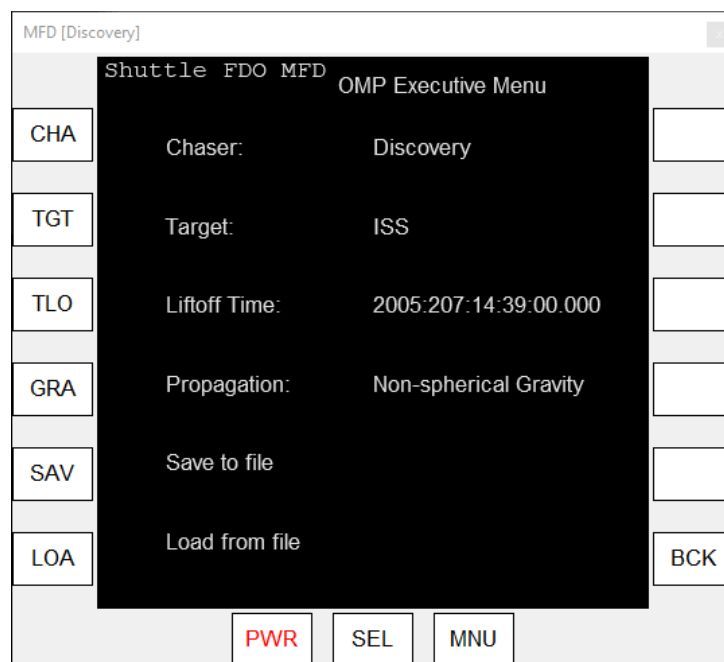 MFD [Discovery]
Shuttle FDO MFD
OMP Executive Menu
CHA
Chaser: Discovery
TGT
Target: ISS
TLO
Liftoff Time: 2005:207:14:39:00.000
GRA
Propagation: Non-spherical Gravity
SAV
Save to file
LOA
Load from file
BCK
PWR SEL MNU